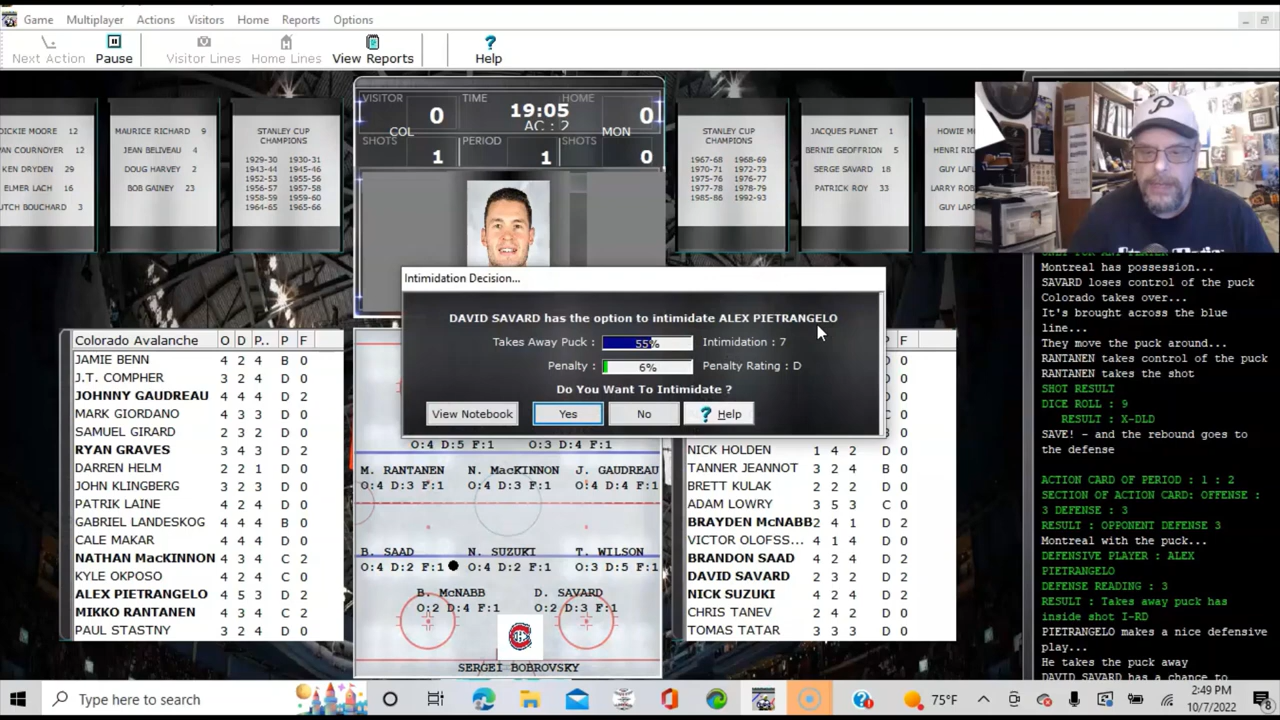 Game Multiplayer Actions Visitors Home Reports Options
Next Action Pause Visitor Lines Home Lines View Reports Help
DICKIE MOORE 12
VAN COURNOYER 12
KEN DRYDEN 29
ELMER LACH 16
UTCH BOUCHARD 3
MAURICE RICHARD 9
JEAN BELIVEAU 4
DOUG HARVEY 2
BOB GAINEY 23
STANLEY CUP
CHAMPIONS
1929-30 1930-31
1943-44 1945-46
1952-53 1955-56
1956-57 1957-58
1958-59 1959-60
1964-65 1965-66
VISITOR 0 TIME 19:05 HOME 0
COL AC : 2 MON
SHOTS 1 PERIOD 1 SHOTS 0
STANLEY CUP
CHAMPIONS
1967-68 1968-69
1970-71 1972-73
1975-76 1976-77
1977-78 1978-79
1985-86 1992-93
JACQUES PLANET 1
BERNIE GEOFFRION 5
SERGE SAVARD 18
PATRICK ROY 33
HOWIE M
HENRI RIC
GUY LAFL
LARRY ROB
GUY LAPO
Intimidation Decision...
DAVID SAVARD has the option to intimidate ALEX PIETRANGELO
Takes Away Puck : 55% Intimidation : 7
Penalty : 6% Penalty Rating : D
Do You Want To Intimidate ?
View Notebook Yes No ? Help
Colorado Avalanche O D P.. P F
JAMIE BENN 4 2 4 B 0
J.T. COMPHER 3 2 4 D 0
JOHNNY GAUDREAU 4 4 4 D 2
MARK GIORDANO 4 3 3 D 0
SAMUEL GIRARD 2 3 4 D 0
RYAN GRAVES 3 4 3 D 2
DARREN HELM 2 2 1 D 0
JOHN KLINGBERG 4 2 3 D 0
PATRIK LAINE 4 2 4 D 0
GABRIEL LANDESKOG 4 4 4 B 0
CALE MAKAR 4 4 4 D 0
NATHAN MacKINNON 4 3 4 C 2
KYLE OKPOSO 4 2 4 C 0
ALEX PIETRANGELO 4 5 3 D 2
MIKKO RANTANEN 4 3 4 C 2
PAUL STASTNY 4 3 4 D 0
O:4 D:5 F:1 O:3 D:4 F:1
M. RANTANEN N. MacKINNON J. GAUDREAU
O:4 D:3 F:1 O:4 D:3 F:1 O:4 D:4 F:1
B. SAAD N. SUZUKI T. WILSON
O:4 D:2 F:1 O:4 D:2 F:1 O:3 D:5 F:1
B. McNABB D. SAVARD
O:2 D:4 F:1 O:2 D:3 F:1
SERGEI BOBROVSKY
P F
NICK HOLDEN 1 4 2 P 0
TANNER JEANNOT 3 2 4 B 0
BRETT KULAK 2 2 2 D 0
ADAM LOWRY 3 5 3 C 0
BRAYDEN McNABB 2 4 1 D 2
VICTOR OLOFSS... 4 1 4 D 0
BRANDON SAAD 4 2 4 D 2
DAVID SAVARD 2 3 2 D 2
NICK SUZUKI 4 2 4 D 2
CHRIS TANEV 2 4 2 D 0
TOMAS TATAR 3 3 3 D 0
Montreal has possession...
SAVARD loses control of the puck
Colorado takes over...
It's brought across the blue
line...
They move the puck around...
RANTANEN takes control of the puck
RANTANEN takes the shot
SHOT RESULT
DICE ROLL : 9
RESULT : X-DLD
SAVE! - and the rebound goes to
the defense
ACTION CARD OF PERIOD : 1 : 2
SECTION OF ACTION CARD: OFFENSE :
3 DEFENSE : 3
RESULT : OPPONENT DEFENSE 3
Montreal with the puck...
DEFENSIVE PLAYER : ALEX
PIETRANGELO
DEFENSE READING : 3
RESULT : Takes away puck has
inside shot I-RD
PIETRANGELO makes a nice defensive
play...
He takes the puck away
DAVID SAVARD has a chance to
Type here to search 75°F 2:49 PM
10/7/2022 8